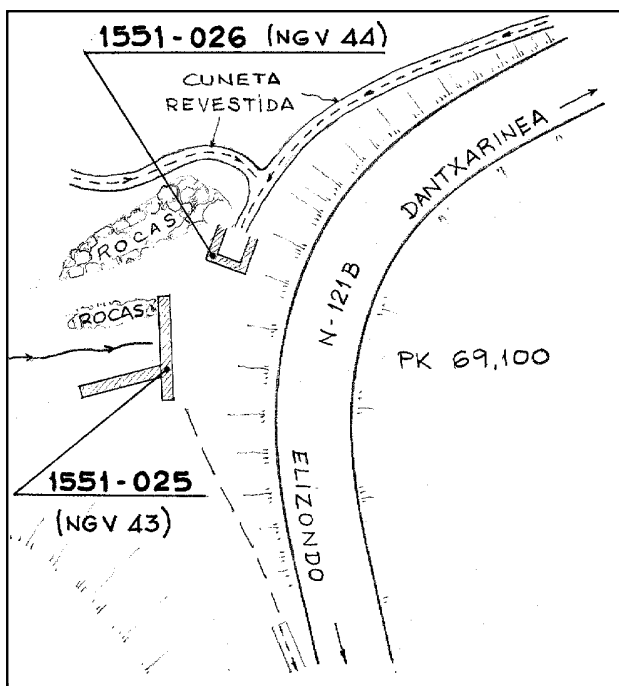 1551-026 (NGV 44)
CUNETA
REVESTIDA
ROCAS
ROCAS
DANTXARINEA
N-121B
PK 69,100
ELIZONDO
1551-025
(NGV 43)